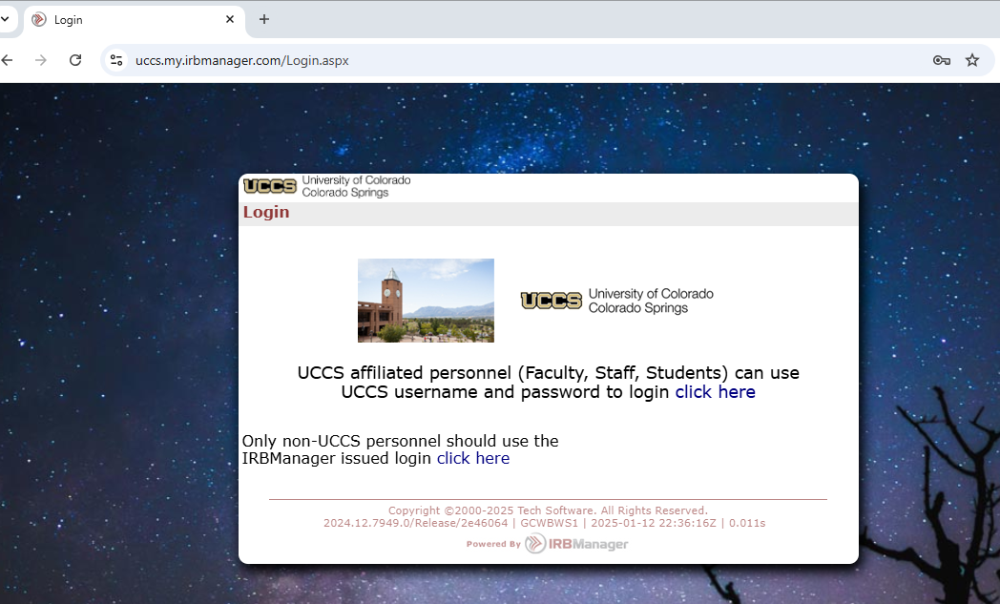 Login
uccs.my.irbmanager.com/Login.aspx
UCCS University of Colorado
Colorado Springs
Login
UCCS University of Colorado
Colorado Springs
UCCS affiliated personnel (Faculty, Staff, Students) can use
UCCS username and password to login click here
Only non-UCCS personnel should use the
IRBManager issued login click here
Copyright ©2000-2025 Tech Software. All Rights Reserved.
2024.12.7949.0/Release/2e46064 | GCWBWS1 | 2025-01-12 22:36:16Z | 0.011s
Powered By IRBManager